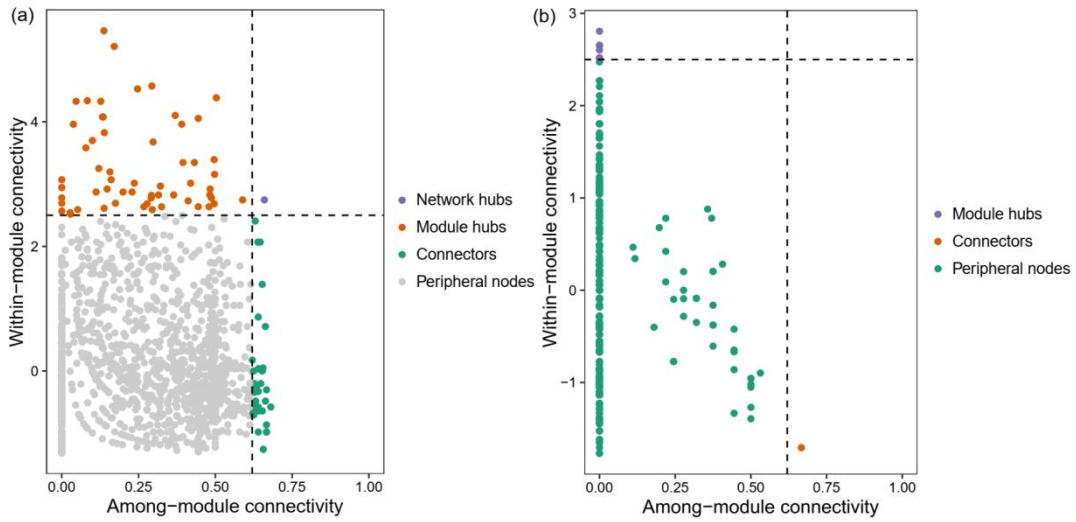 (a)
Within−module connectivity
4
2
0
0.00 0.25 0.50 0.75 1.00
Among−module connectivity
Network hubs
Module hubs
Connectors
Peripheral nodes
(b)
Within−module connectivity
3
2
1
0
−1
0.00 0.25 0.50 0.75 1.00
Among−module connectivity
Module hubs
Connectors
Peripheral nodes